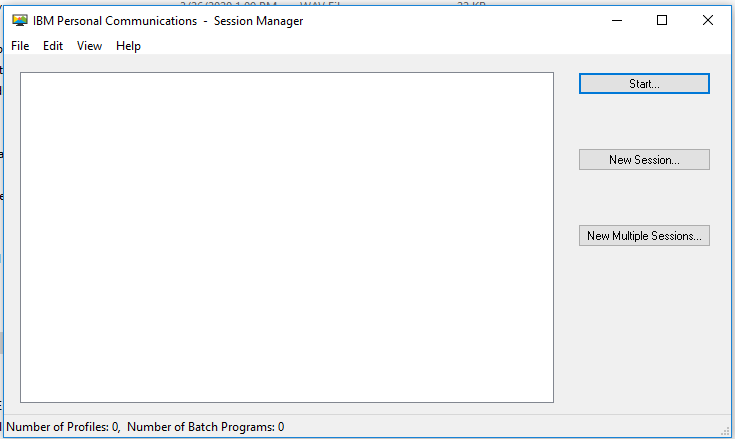 IBM Personal Communications - Session Manager
File Edit View Help
Start...
New Session...
New Multiple Sessions...
Number of Profiles: 0, Number of Batch Programs: 0